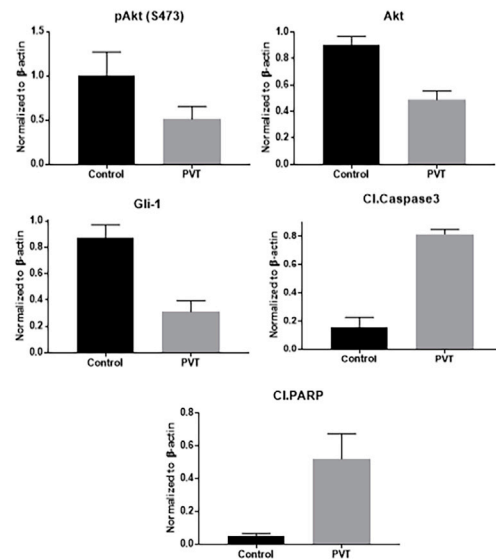 pAkt (S473)
Normalized to β-actin
1.5
1.0
0.5
0.0
Control
PVT
Akt
Normalized to β-actin
1.0
0.8
0.6
0.4
0.2
0.0
Control
PVT
Gli-1
Normalized to β-actin
1.0
0.8
0.6
0.4
0.2
0.0
Control
PVT
Cl.Caspase3
Normalized to β-actin
0.8
0.6
0.4
0.2
0.0
Control
PVT
Cl.PARP
Normalized to β-actin
0.8
0.6
0.4
0.2
0.0
Control
PVT